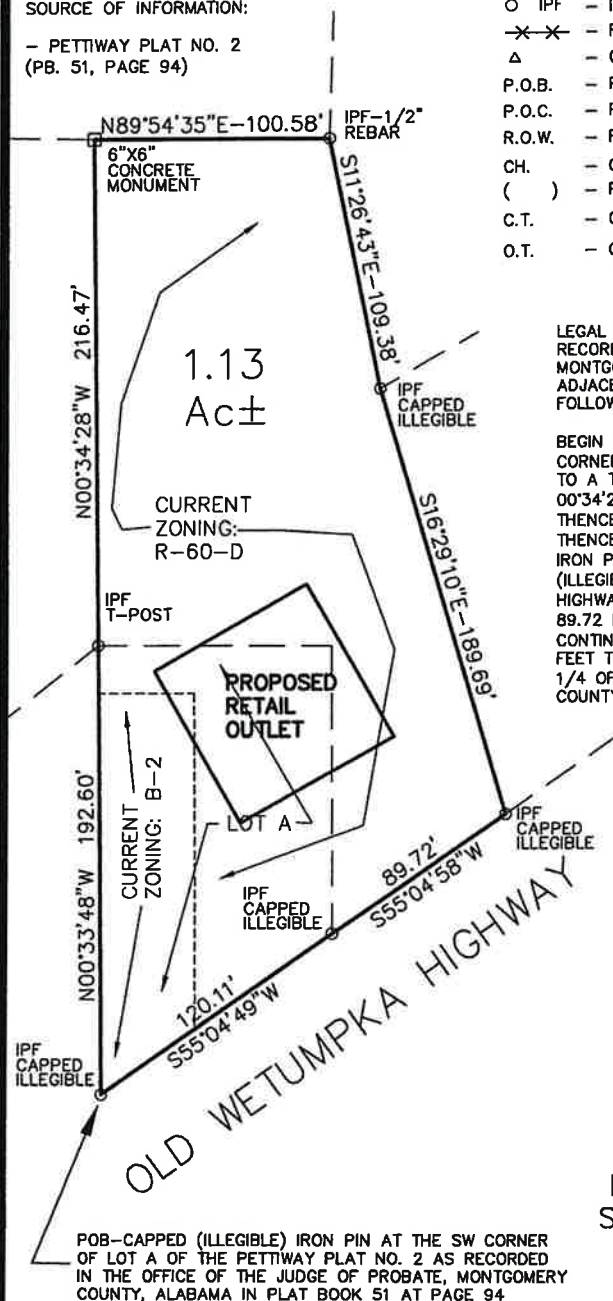 SOURCE OF INFORMATION:
- PETTIWAY PLAT NO. 2
(PB. 51, PAGE 94)
O IPF -
-X-X- -
Δ -
P.O.B. -
P.O.C. -
R.O.W. -
CH. -
( ) -
C.T. -
O.T. -
N89°54'35"E-100.58'
IPF-1/2"
REBAR
6"X6"
CONCRETE
MONUMENT
S11°26'43"E-109.38'
N00°34'28"W 216.47'
1.13
Ac±
IPF
CAPPED
ILLEGIBLE
LEGAL
RECOR
MONTG
ADJACE
FOLLOW
BEGIN
CORNE
TO A T
00°34'2
THENCE
THENCE
IRON P
(ILLEGI
HIGHWA
89.72
CONTIN
FEET T
1/4 OF
COUNTY
CURRENT
ZONING:
R-60-D
S16°29'10"E-189.69'
IPF
T-POST
PROPOSED
RETAIL
OUTLET
N00°33'48"W 192.60'
CURRENT
ZONING: B-2
LOT A
IPF
CAPPED
ILLEGIBLE
IPF
CAPPED
ILLEGIBLE
89.72'
S55°04'58"W
120.11'
S55°04'49"W
IPF
CAPPED
ILLEGIBLE
OLD WETUMPKA HIGHWAY
POB-CAPPED (ILLEGIBLE) IRON PIN AT THE SW CORNER
OF LOT A OF THE PETTIWAY PLAT NO. 2 AS RECORDED
IN THE OFFICE OF THE JUDGE OF PROBATE, MONTGOMERY
COUNTY, ALABAMA IN PLAT BOOK 51 AT PAGE 94